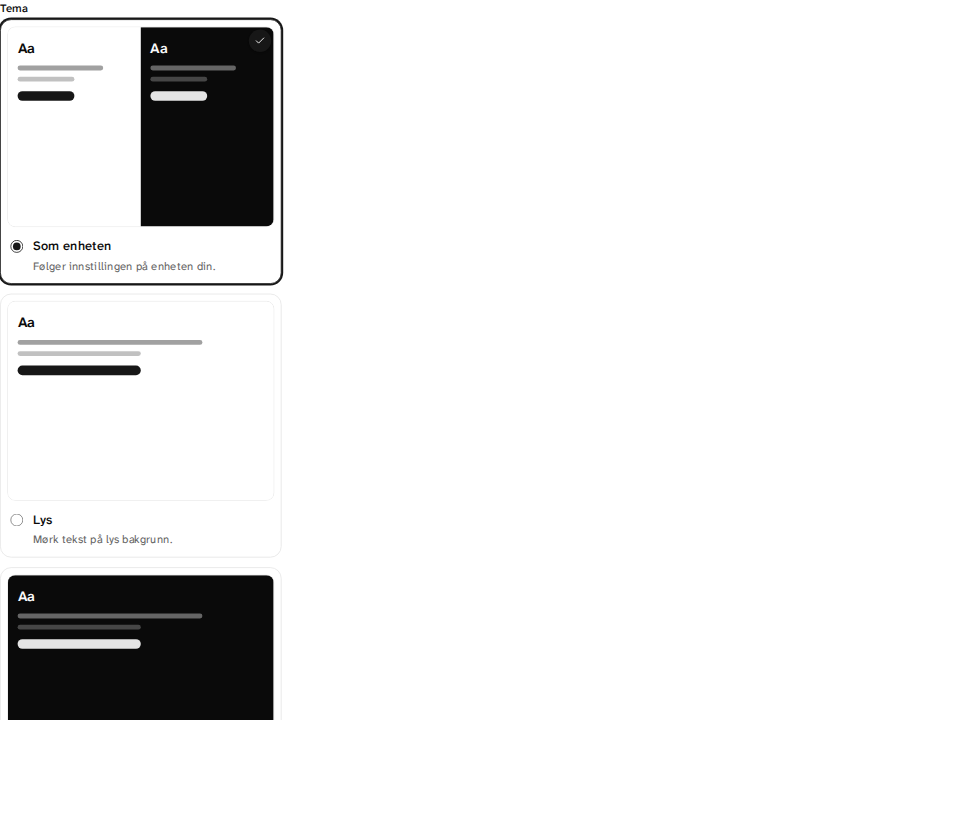 Tema
Aa
Aa
Som enheten
Følger innstillingen på enheten din.
Aa
Lys
Mørk tekst på lys bakgrunn.
Aa